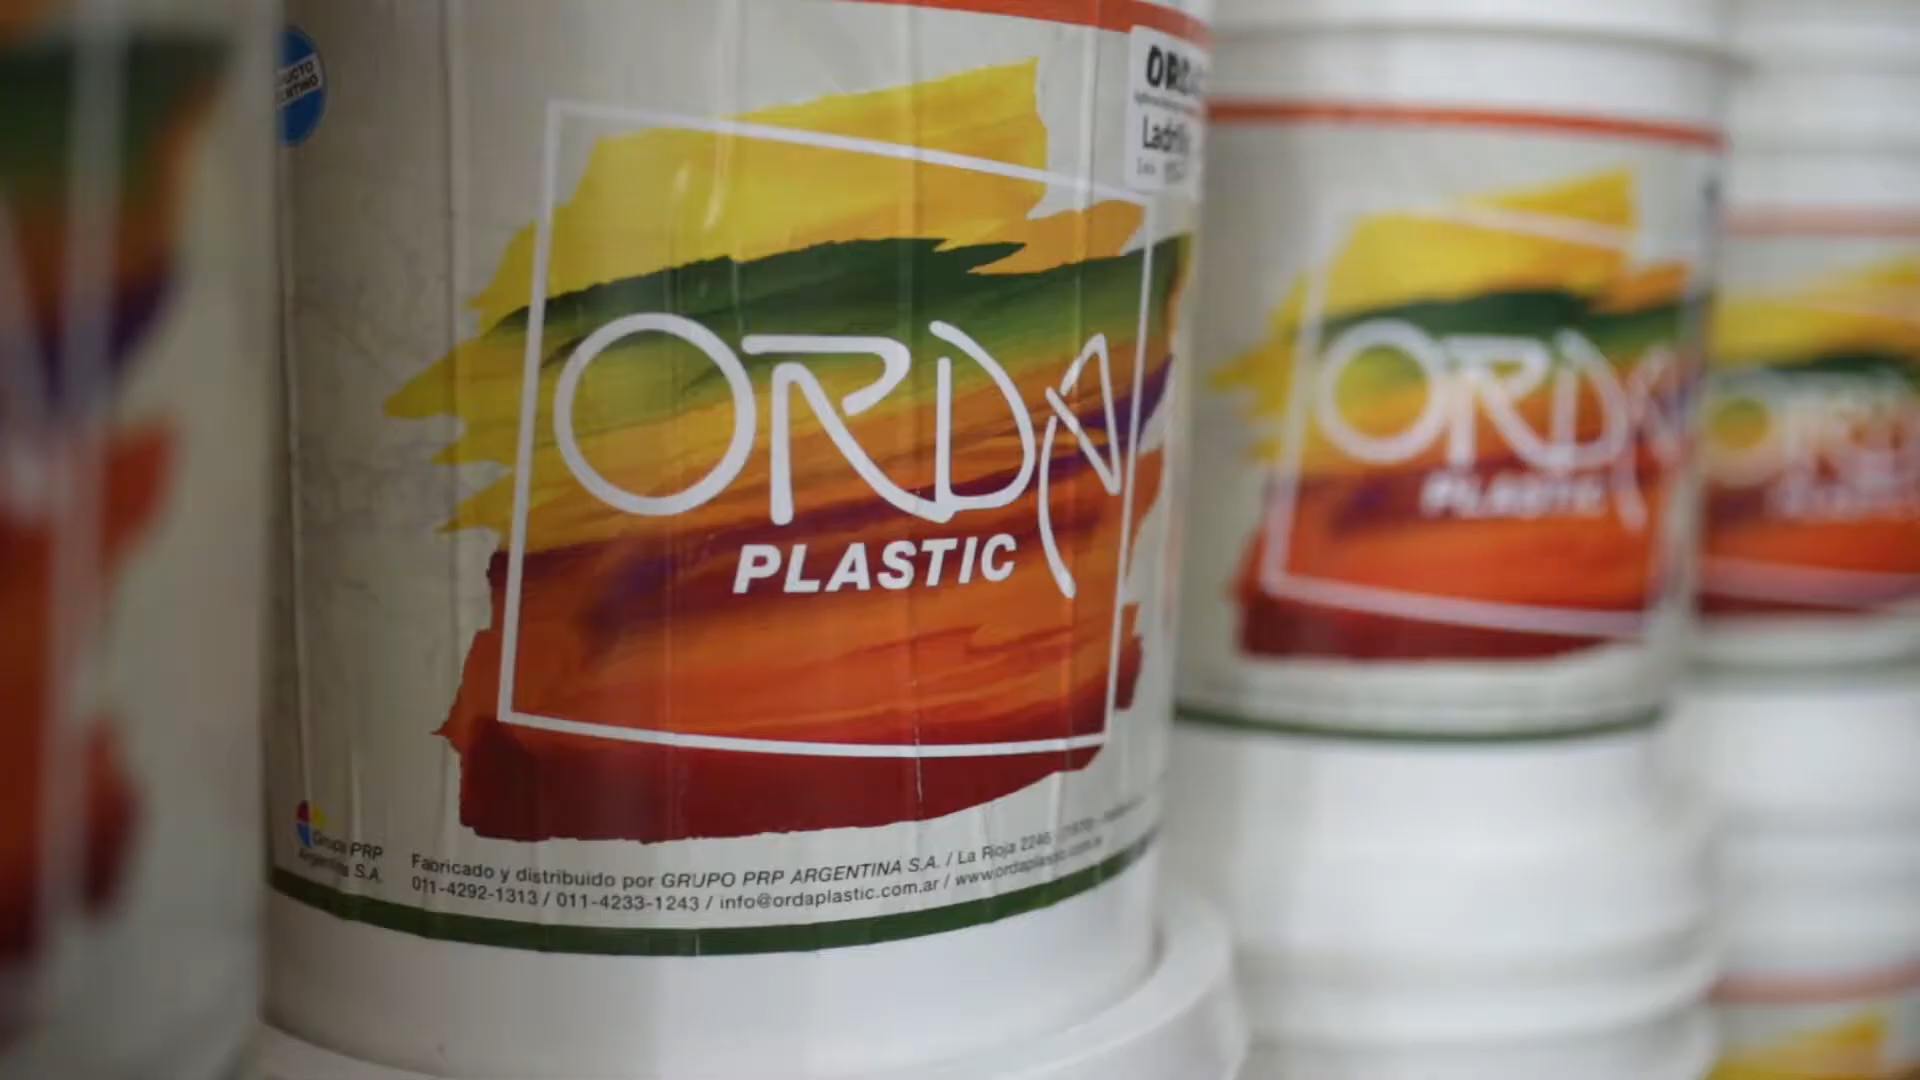 ORDA
PLASTIC
Grupo PRP
Argentina S.A.
Fabricado y distribuido por GRUPO PRP ARGENTINA S.A. / La Rioja 2246
011-4292-1313 / 011-4233-1243 / info@ordaplastic.com.ar / www.ordaplastic.com.ar
ORDA
PLASTIC